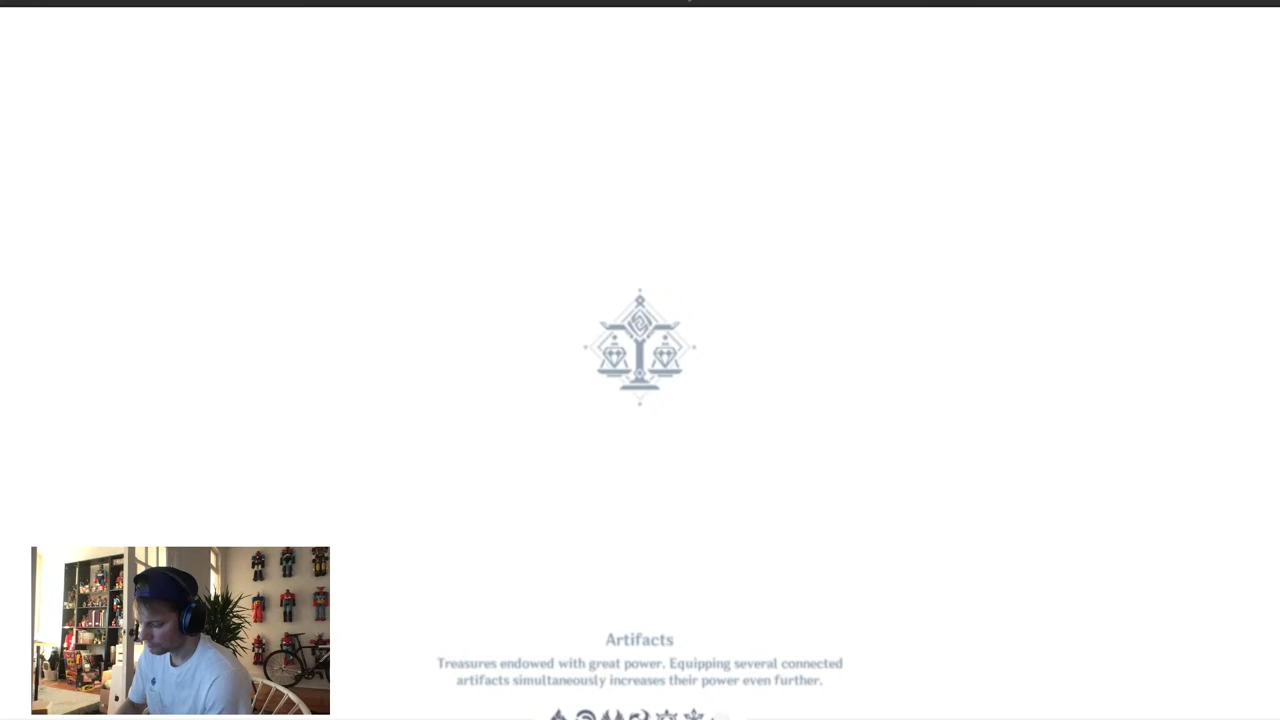 Artifacts
Treasures endowed with great power. Equipping several connected
artifacts simultaneously increases their power even further.